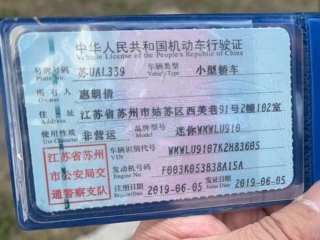 中华人民共和国机动车行驶证
Vehicle License of the People's Republic of China
号牌号码 苏UA1339 车辆类型 小型轿车
Plate No. Vehicle Type
所有人 惠明倩
Owner
住址 江苏省苏州市姑苏区西美巷91号2幢102室
Address
使用性质 非营运 品牌型号 迷你WMWLU910
Use Character Model
江苏省苏州市公安局交通警察支队
车辆识别代号 WMWLU9107K2H83605
VIN
发动机号码 F003K053B38A15A
Engine No.
注册日期 2019-06-05 发证日期 2019-06-05
Register Date Issue Date